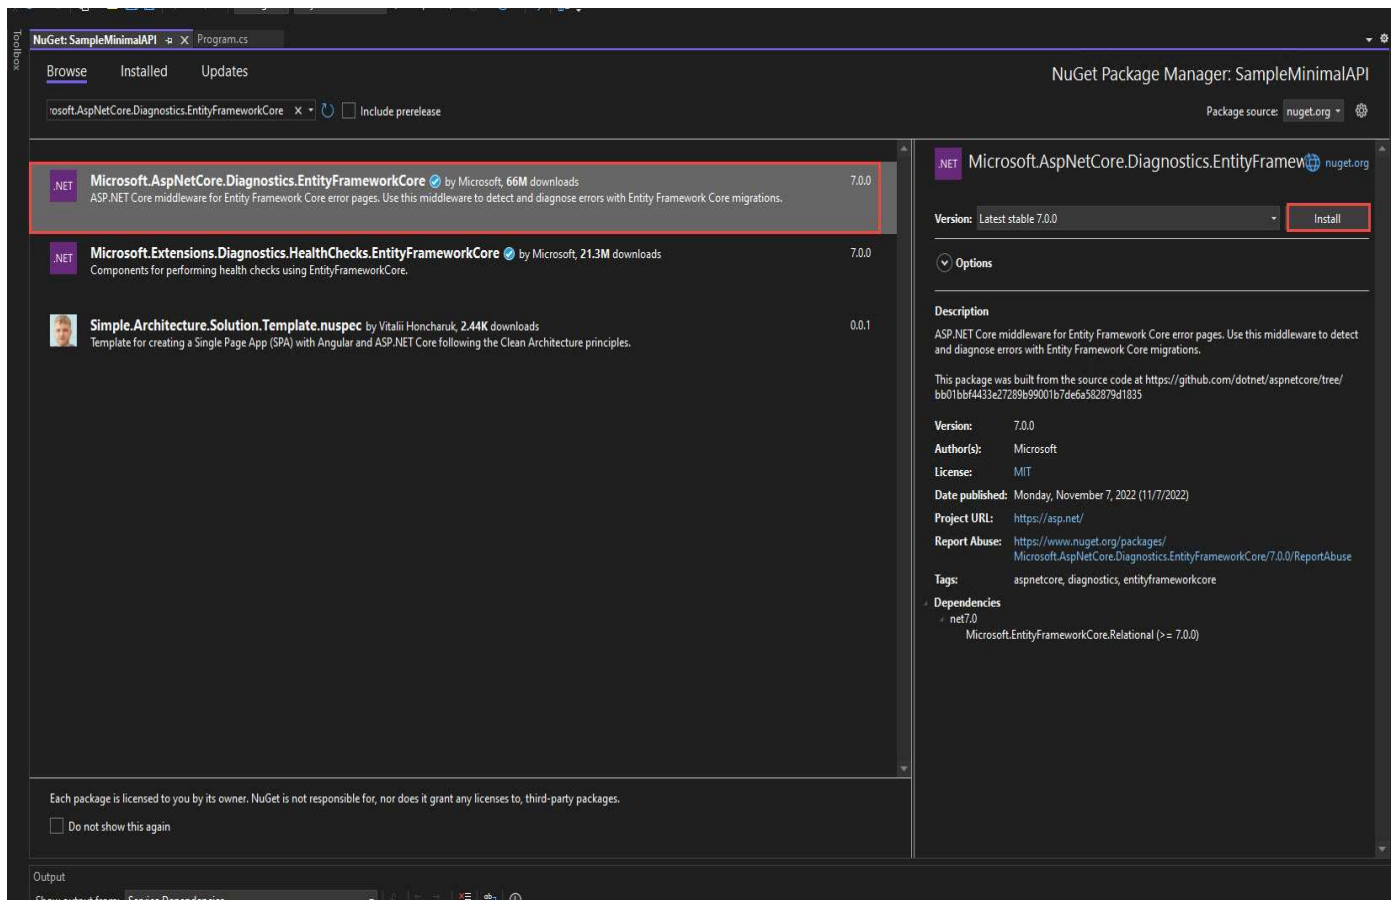 Toolbox
NuGet: SampleMinimalAPI
Program.cs
Browse Installed Updates
NuGet Package Manager: SampleMinimalAPI
rosoft.AspNetCore.Diagnostics.EntityFrameworkCore
Include prerelease
Package source: nuget.org
.NET
Microsoft.AspNetCore.Diagnostics.EntityFrameworkCore by Microsoft, 66M downloads 7.0.0
ASP.NET Core middleware for Entity Framework Core error pages. Use this middleware to detect and diagnose errors with Entity Framework Core migrations.
.NET
Microsoft.Extensions.Diagnostics.HealthChecks.EntityFrameworkCore by Microsoft, 21.3M downloads 7.0.0
Components for performing health checks using EntityFrameworkCore.
Simple.Architecture.Solution.Template.nuspec by Vitalii Honcharuk, 2.44K downloads 0.0.1
Template for creating a Single Page App (SPA) with Angular and ASP.NET Core following the Clean Architecture principles.
Each package is licensed to you by its owner. NuGet is not responsible for, nor does it grant any licenses to, third-party packages.
Do not show this again
.NET
Microsoft.AspNetCore.Diagnostics.EntityFramew nuget.org
Version: Latest stable 7.0.0 Install
Options
Description
ASP.NET Core middleware for Entity Framework Core error pages. Use this middleware to detect
and diagnose errors with Entity Framework Core migrations.
This package was built from the source code at https://github.com/dotnet/aspnetcore/tree/
bb01bbf4433e27289b99001b7de6a582879d1835
Version: 7.0.0
Author(s): Microsoft
License: MIT
Date published: Monday, November 7, 2022 (11/7/2022)
Project URL: https://asp.net/
Report Abuse: https://www.nuget.org/packages/
Microsoft.AspNetCore.Diagnostics.EntityFrameworkCore/7.0.0/ReportAbuse
Tags: aspnetcore, diagnostics, entityframeworkcore
Dependencies
net7.0
Microsoft.EntityFrameworkCore.Relational (>= 7.0.0)
Output
Show output from: Service Dependencies